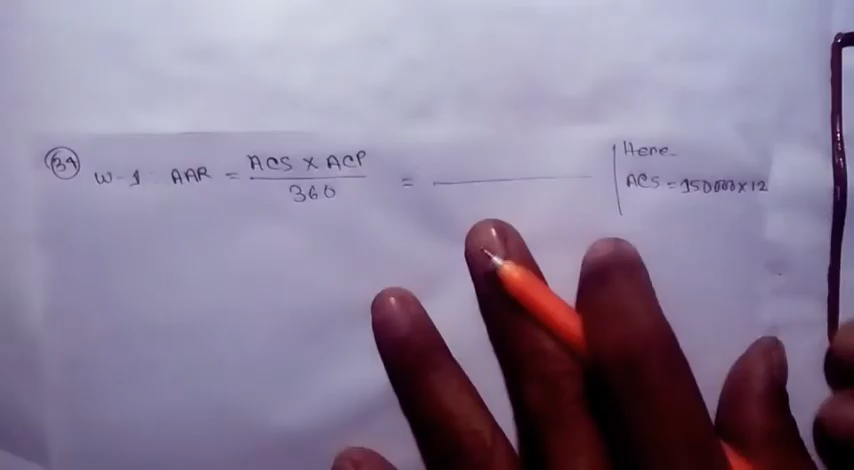 34 W-1: AAR = ACS X ACP / 360 =
Here
ACS = 150000 X 12